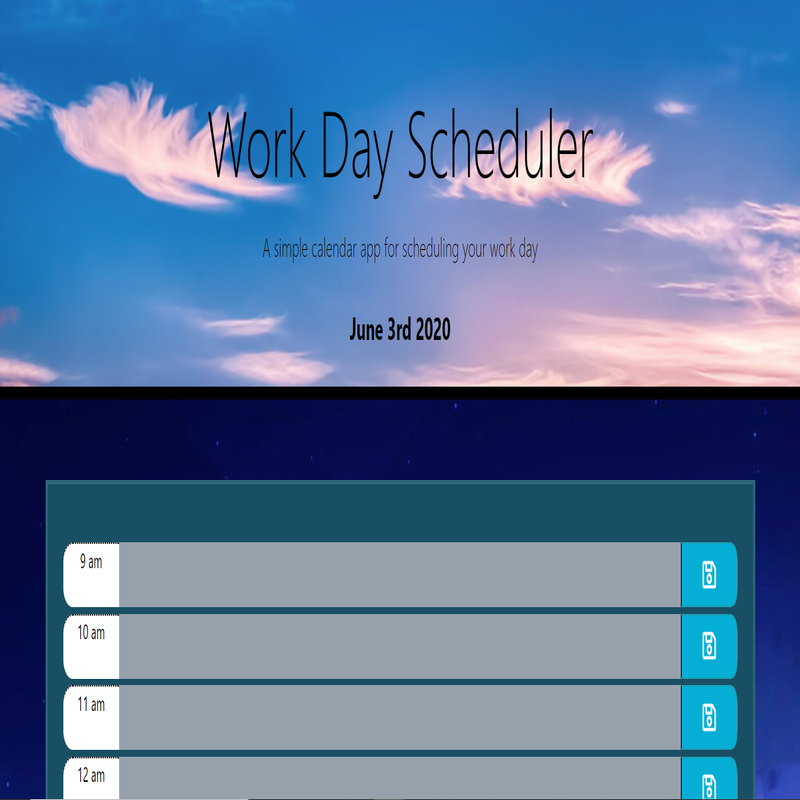 Work Day Scheduler
A simple calendar app for scheduling your work day
June 3rd 2020
9 am
10 am
11 am
12 am